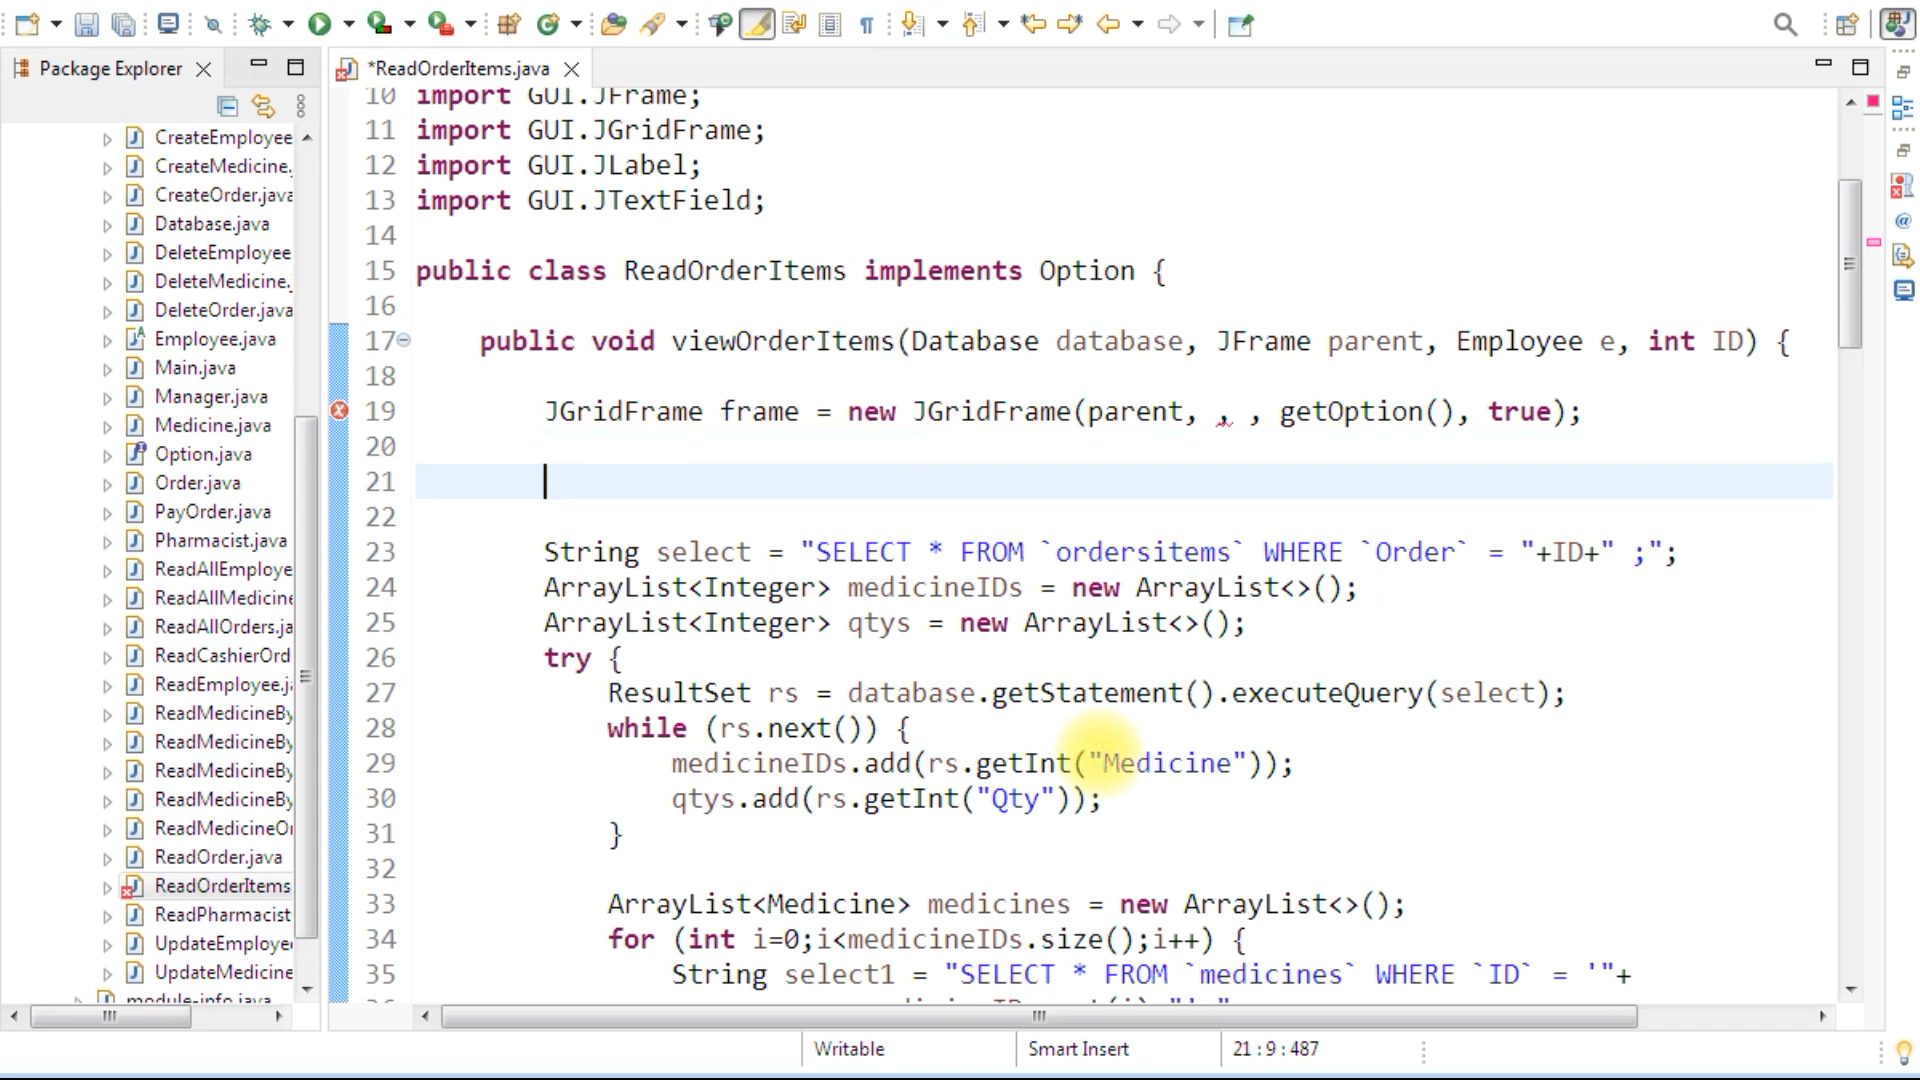 Package Explorer
*ReadOrderItems.java
CreateEmployee
CreateMedicine.
CreateOrder.java
Database.java
DeleteEmployee
DeleteMedicine.
DeleteOrder.java
Employee.java
Main.java
Manager.java
Medicine.java
Option.java
Order.java
PayOrder.java
Pharmacist.java
ReadAllEmploye
ReadAllMedicine
ReadAllOrders.ja
ReadCashierOrd
ReadEmployee.j
ReadMedicineBy
ReadMedicineBy
ReadMedicineBy
ReadMedicineBy
ReadMedicineO
ReadOrder.java
ReadOrderItems
ReadPharmacist
UpdateEmploye
UpdateMedicine
module-info.java
10 import GUI.JFrame;
11 import GUI.JGridFrame;
12 import GUI.JLabel;
13 import GUI.JTextField;
14
15 public class ReadOrderItems implements Option {
16
17 public void viewOrderItems(Database database, JFrame parent, Employee e, int ID) {
18
19 JGridFrame frame = new JGridFrame(parent, , , getOption(), true);
20
21
22
23 String select = "SELECT * FROM `ordersitems` WHERE `Order` = "+ID+" ;";
24 ArrayList<Integer> medicineIDs = new ArrayList<>();
25 ArrayList<Integer> qtys = new ArrayList<>();
26 try {
27 ResultSet rs = database.getStatement().executeQuery(select);
28 while (rs.next()) {
29 medicineIDs.add(rs.getInt("Medicine"));
30 qtys.add(rs.getInt("Qty"));
31 }
32
33 ArrayList<Medicine> medicines = new ArrayList<>();
34 for (int i=0;i<medicineIDs.size();i++) {
35 String select1 = "SELECT * FROM `medicines` WHERE `ID` = '"+
Writable
Smart Insert
21 : 9 : 487